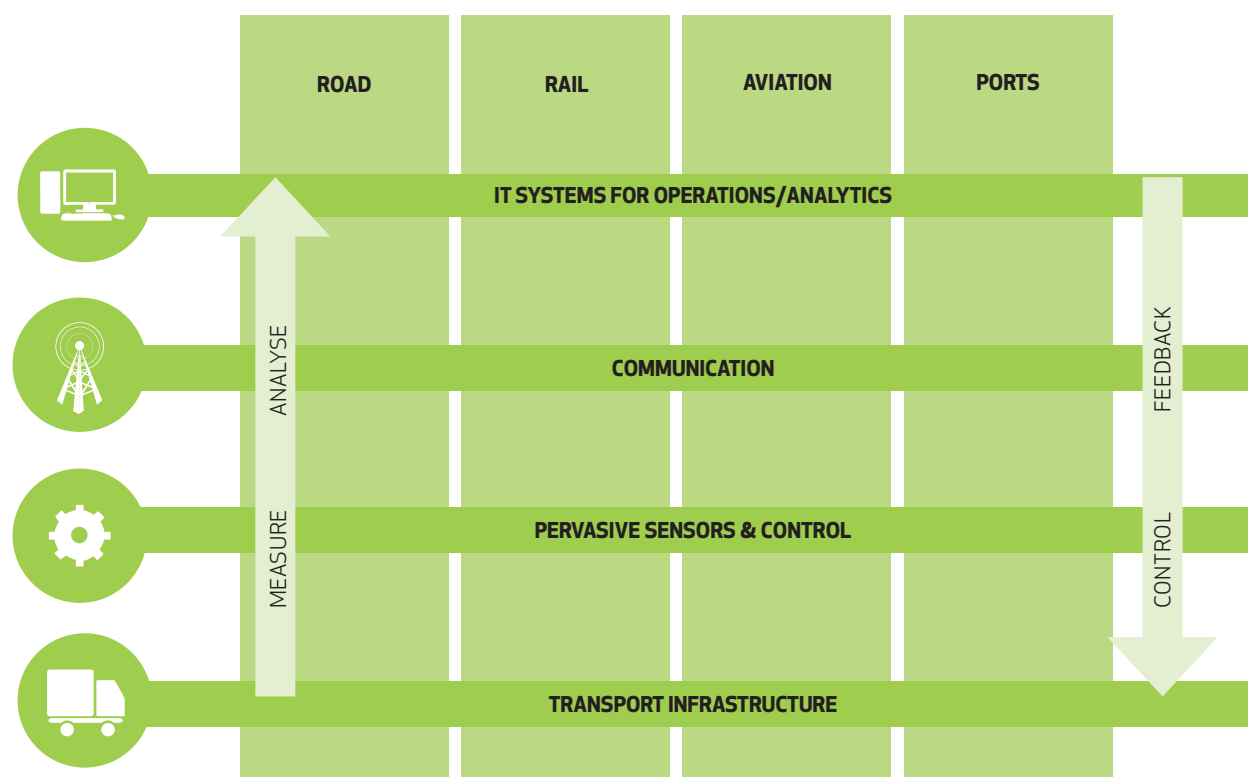 ROAD
RAIL
AVIATION
PORTS
IT SYSTEMS FOR OPERATIONS/ANALYTICS
ANALYSE
FEEDBACK
COMMUNICATION
MEASURE
CONTROL
PERVASIVE SENSORS & CONTROL
TRANSPORT INFRASTRUCTURE